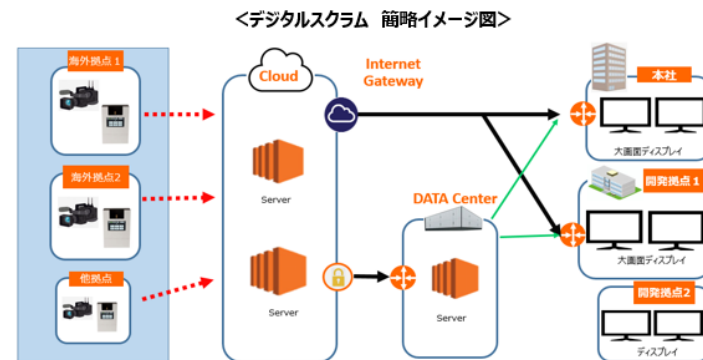 <デジタルスクラム 簡略イメージ図>
海外拠点1
海外拠点2
他拠点
Cloud
Server
Server
Internet
Gateway
DATA Center
Server
本社
大画面ディスプレイ
開発拠点1
大画面ディスプレイ
開発拠点2
ディスプレイ